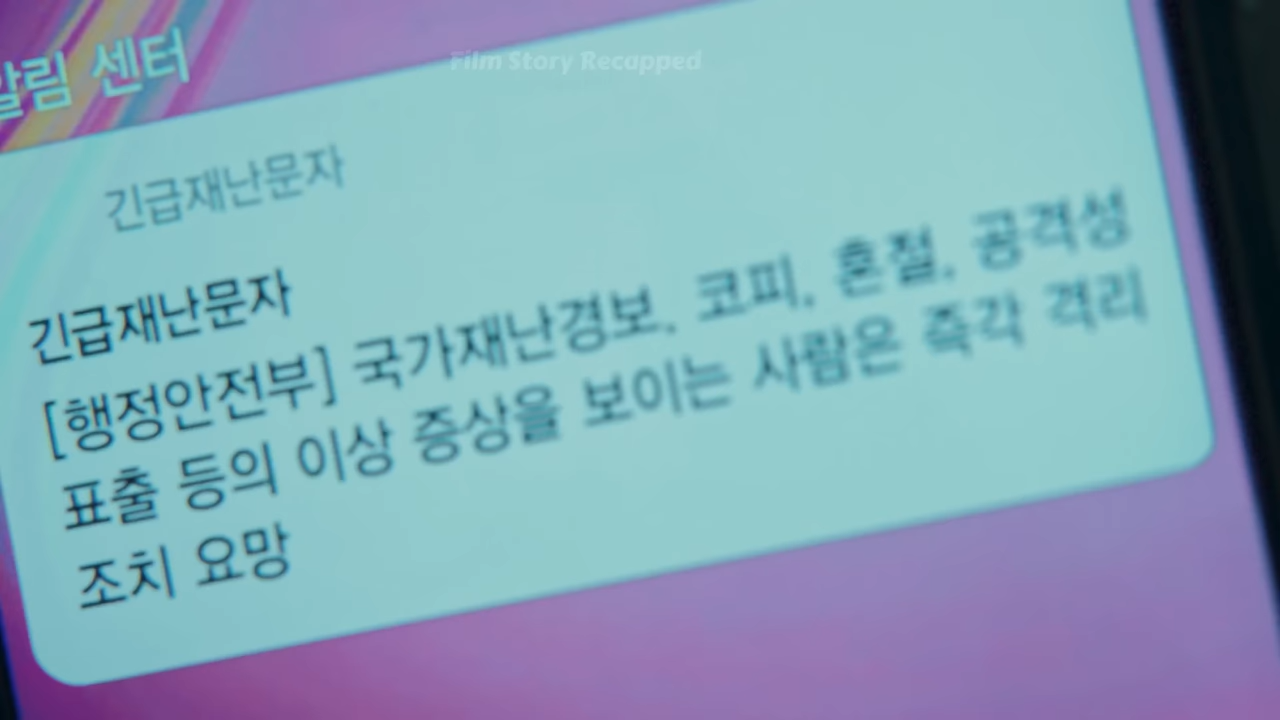 알림 센터
Film Story Recapped
긴급재난문자
긴급재난문자
[행정안전부] 국가재난경보. 코피, 혼절, 공격성
표출 등의 이상 증상을 보이는 사람은 즉각 격리
조치 요망